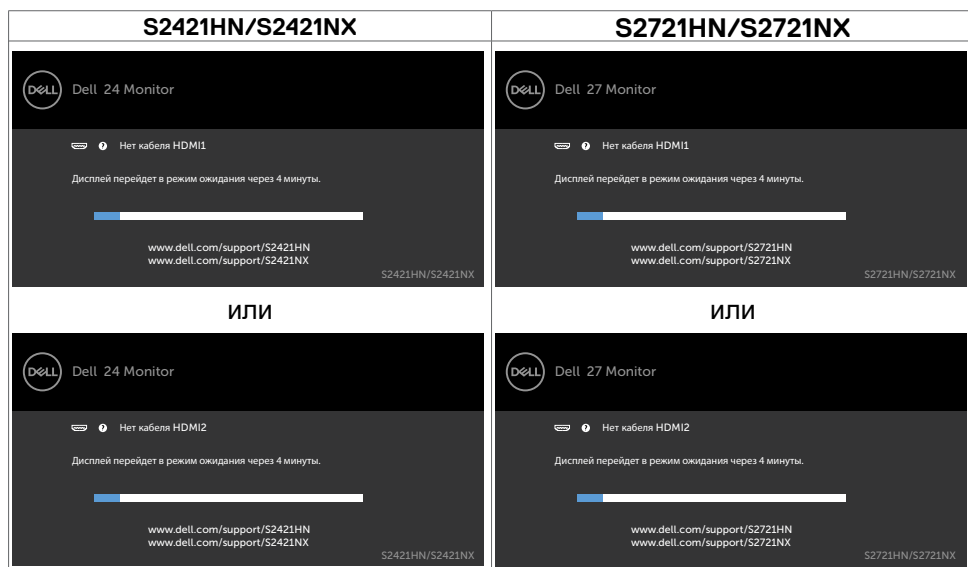 S2421HN/S2421NX
S2721HN/S2721NX
DELL Dell 24 Monitor
Нет кабеля HDMI1
Дисплей перейдет в режим ожидания через 4 минуты.
www.dell.com/support/S2421HN
www.dell.com/support/S2421NX
S2421HN/S2421NX
DELL Dell 27 Monitor
Нет кабеля HDMI1
Дисплей перейдет в режим ожидания через 4 минуты.
www.dell.com/support/S2721HN
www.dell.com/support/S2721NX
S2721HN/S2721NX
или
или
DELL Dell 24 Monitor
Нет кабеля HDMI2
Дисплей перейдет в режим ожидания через 4 минуты.
www.dell.com/support/S2421HN
www.dell.com/support/S2421NX
S2421HN/S2421NX
DELL Dell 27 Monitor
Нет кабеля HDMI2
Дисплей перейдет в режим ожидания через 4 минуты.
www.dell.com/support/S2721HN
www.dell.com/support/S2721NX
S2721HN/S2721NX